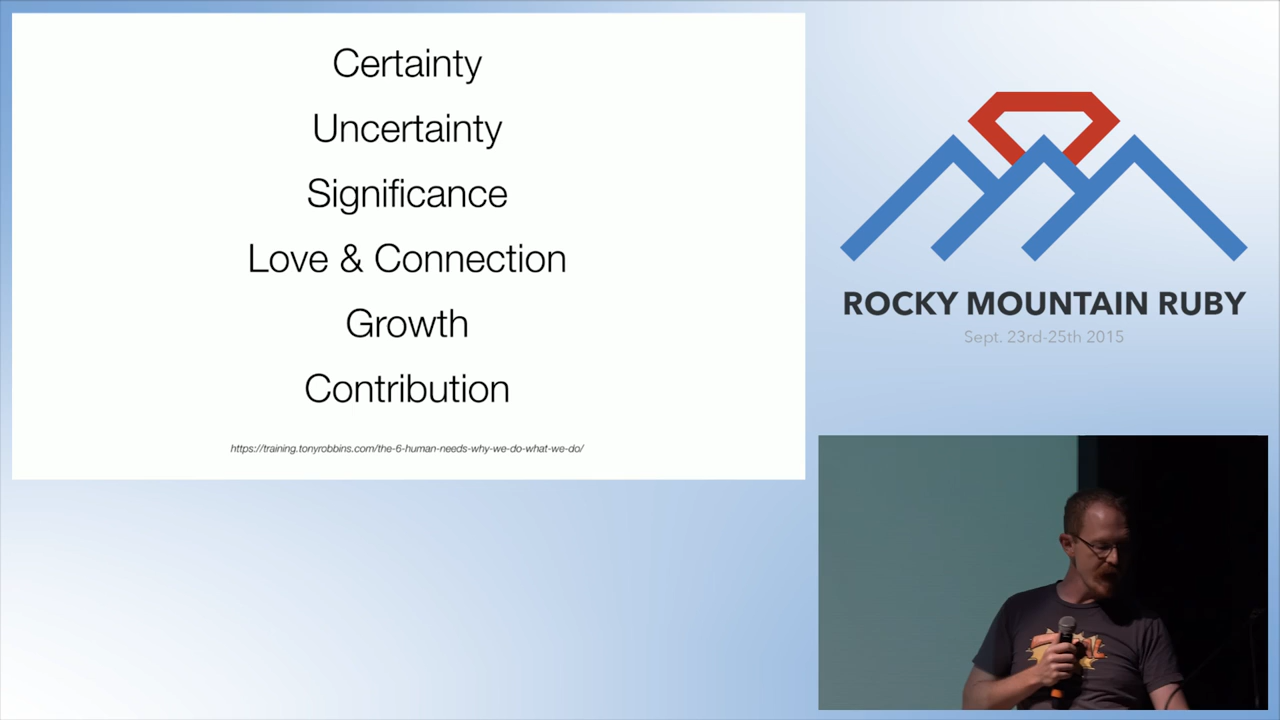 Certainty
Uncertainty
Significance
Love & Connection
Growth
Contribution
https://training.tonyrobbins.com/the-6-human-needs-why-we-do-what-we-do/
ROCKY MOUNTAIN RUBY
Sept. 23rd-25th 2015